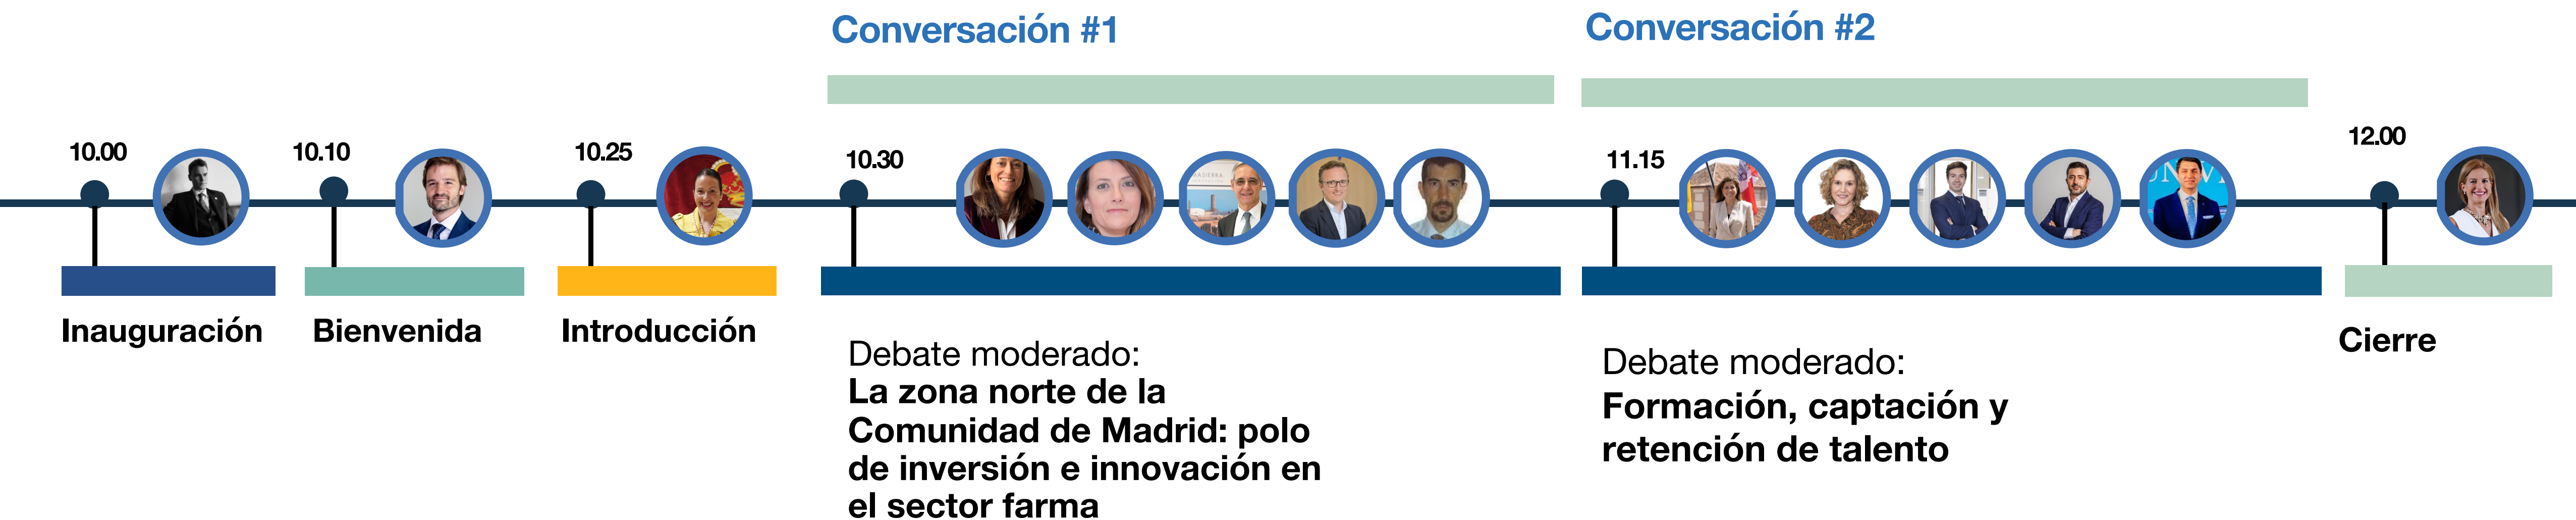 Conversación #1
Conversación #2
10.00
10.10
10.25
10.30
11.15
12.00
Inauguración
Bienvenida
Introducción
Debate moderado:
La zona norte de la
Comunidad de Madrid: polo
de inversión e innovación en
el sector farma
Debate moderado:
Formación, captación y
retención de talento
Cierre